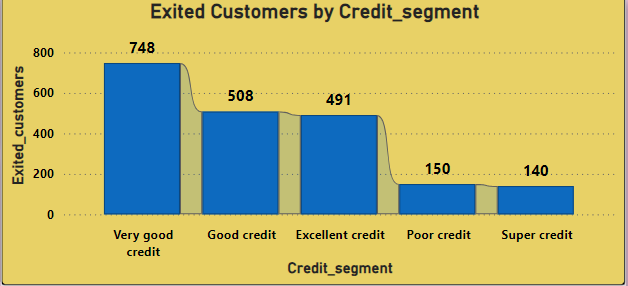 Exited Customers by Credit_segment
800
600
400
200
0
Exited_customers
748
508
491
150
140
Very good
credit
Good credit
Excellent credit
Poor credit
Super credit
Credit_segment